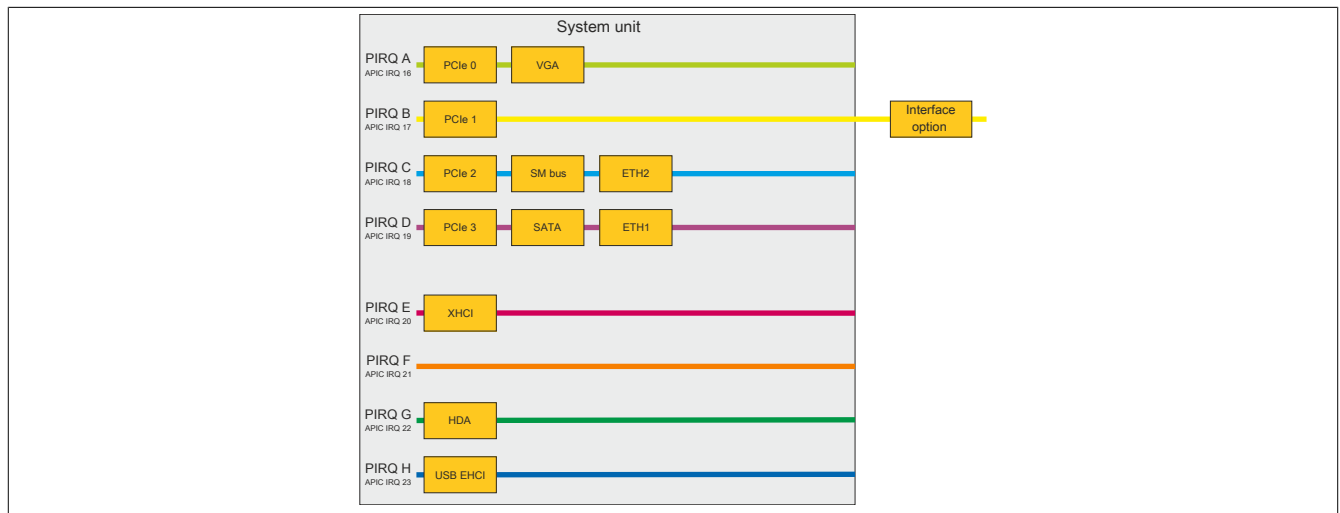 System unit
PIRQ A
APIC IRQ 16
PCIe 0
VGA
PIRQ B
APIC IRQ 17
PCIe 1
Interface
option
PIRQ C
APIC IRQ 18
PCIe 2
SM bus
ETH2
PIRQ D
APIC IRQ 19
PCIe 3
SATA
ETH1
PIRQ E
APIC IRQ 20
XHCI
PIRQ F
APIC IRQ 21
PIRQ G
APIC IRQ 22
HDA
PIRQ H
APIC IRQ 23
USB EHCI